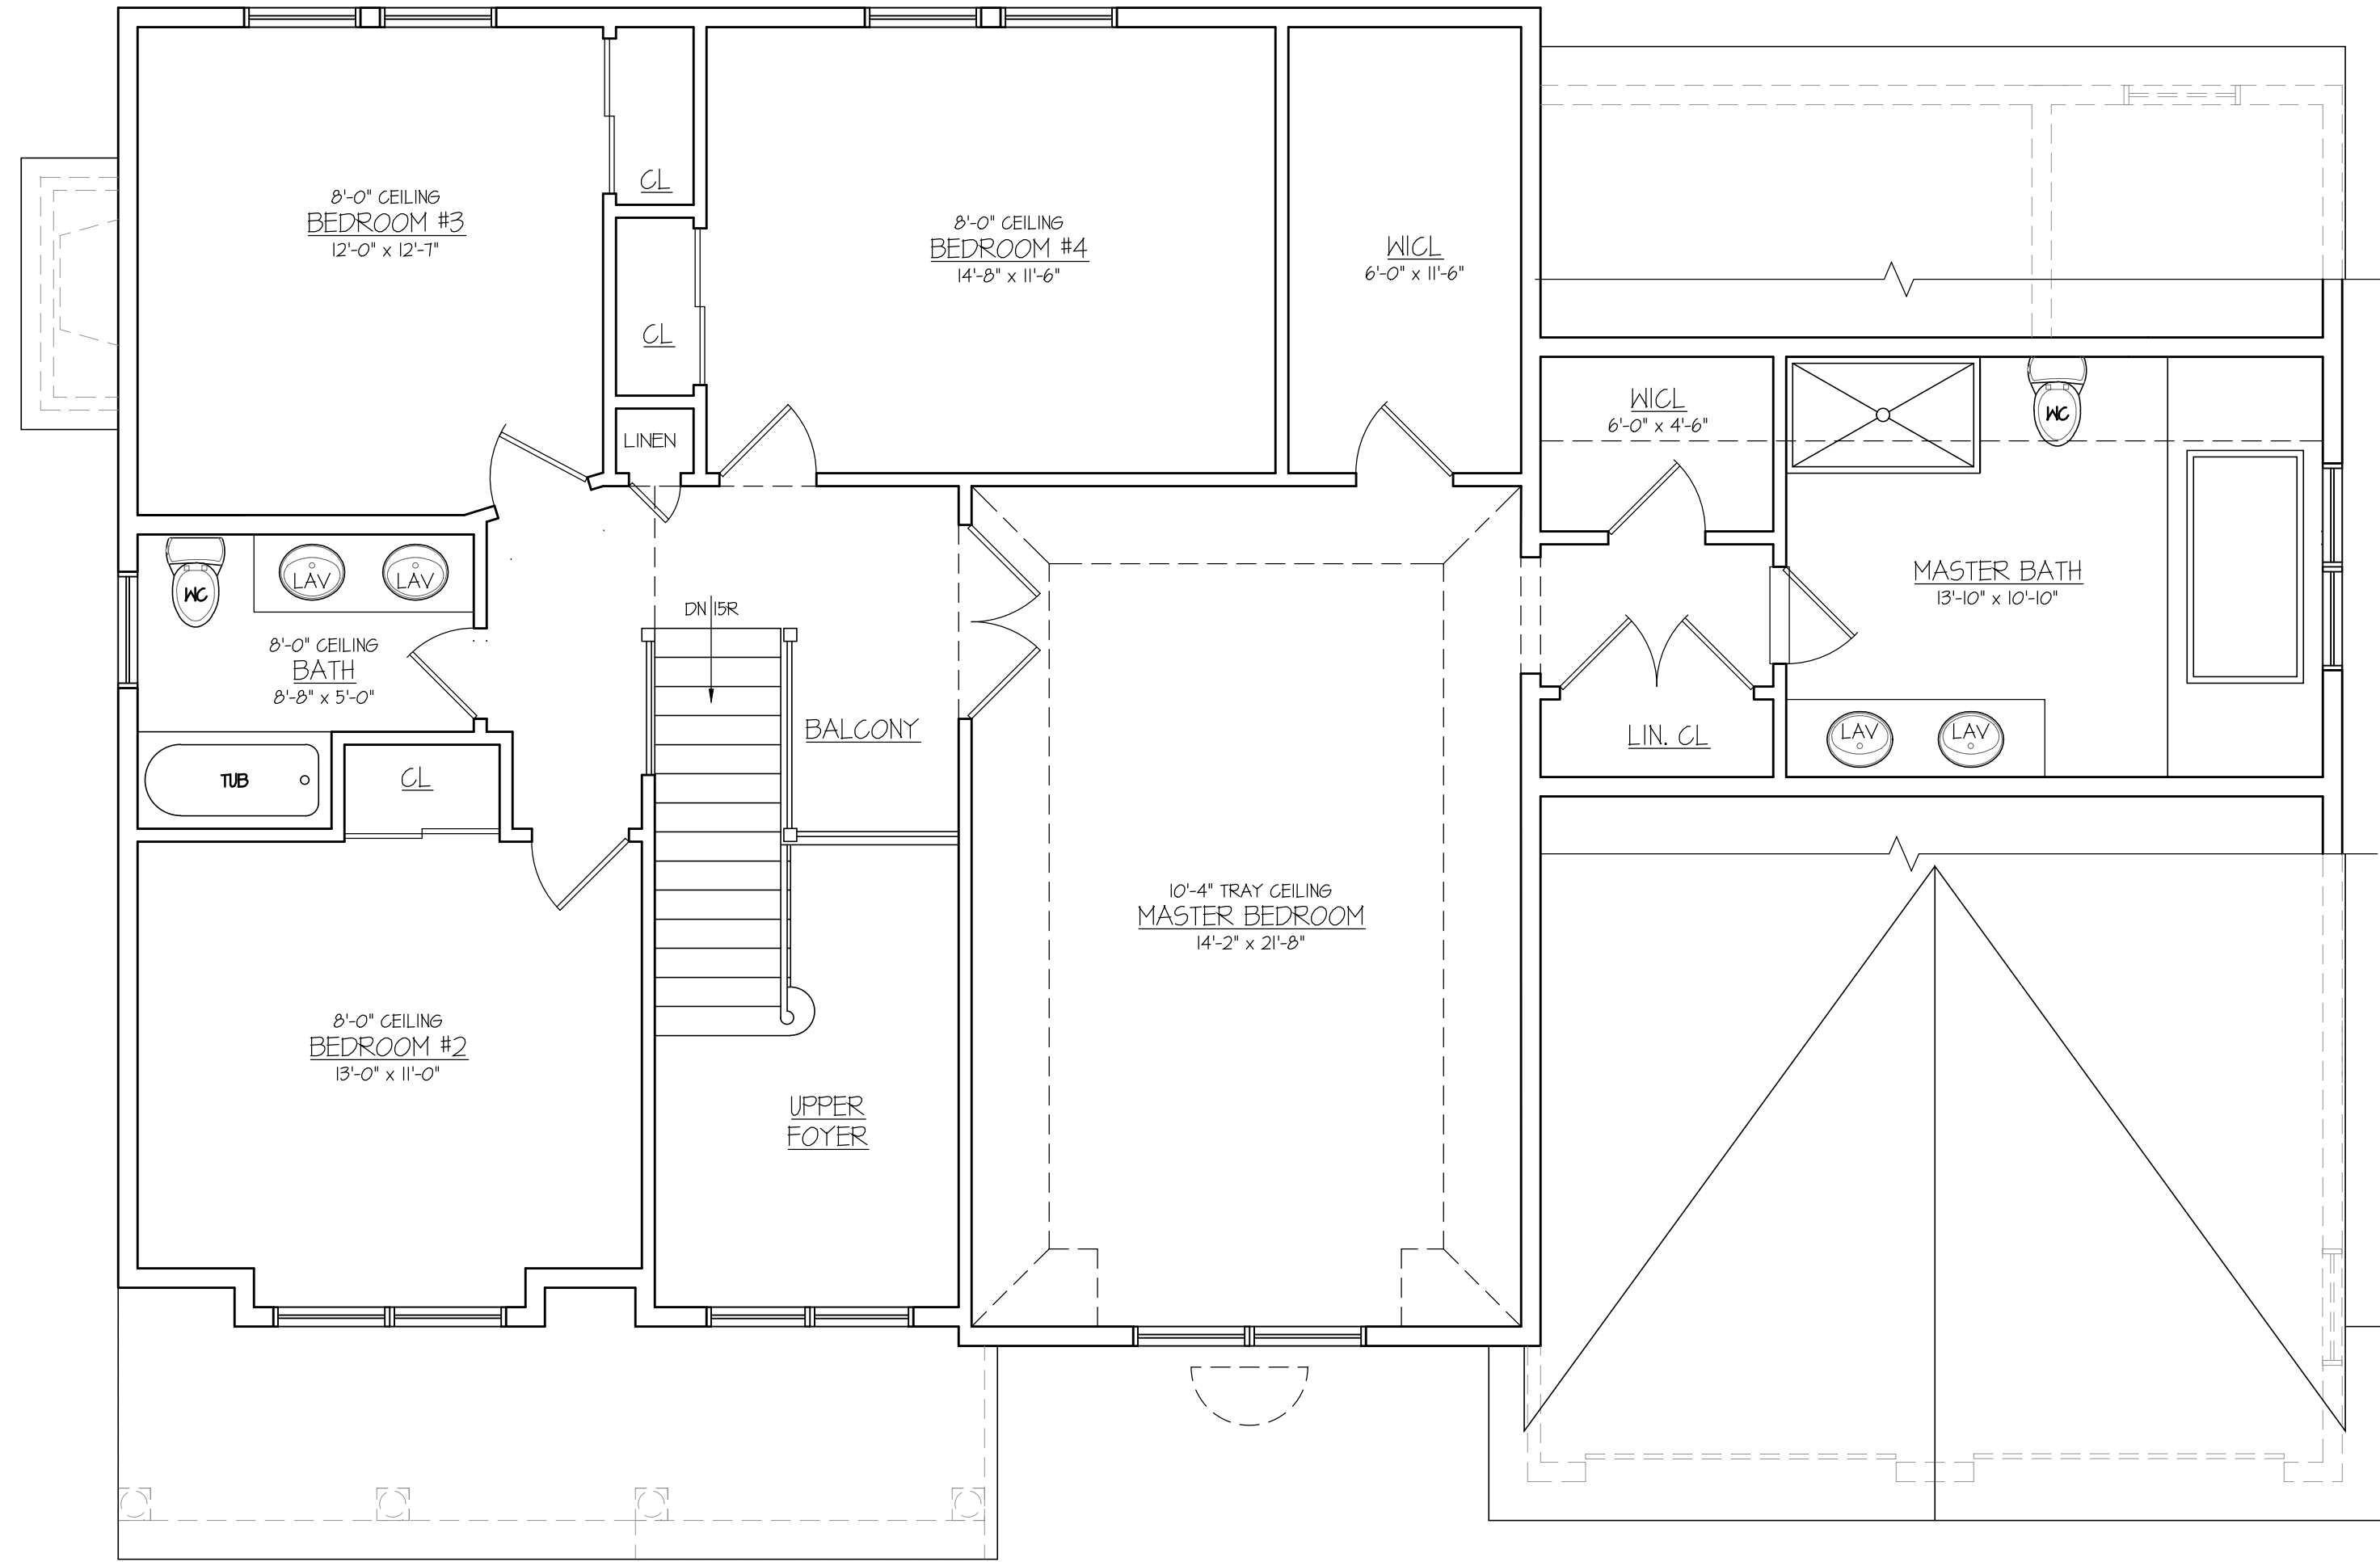 CL
8'-0" CEILING
BEDROOM #3
12'-0" x 12'-7"
8'-0" CEILING
BEDROOM #4
14'-8" x 11'-6"
WICL
6'-0" x 11'-6"
CL
LINEN
WICL
6'-0" x 4'-6"
WC
MASTER BATH
13'-10" x 10'-10"
WC
LAV
LAV
8'-0" CEILING
BATH
8'-8" x 5'-0"
DN 15R
BALCONY
LIN. CL
LAV
LAV
TUB
CL
10'-4" TRAY CEILING
MASTER BEDROOM
14'-2" x 21'-8"
8'-0" CEILING
BEDROOM #2
13'-0" x 11'-0"
UPPER
FOYER